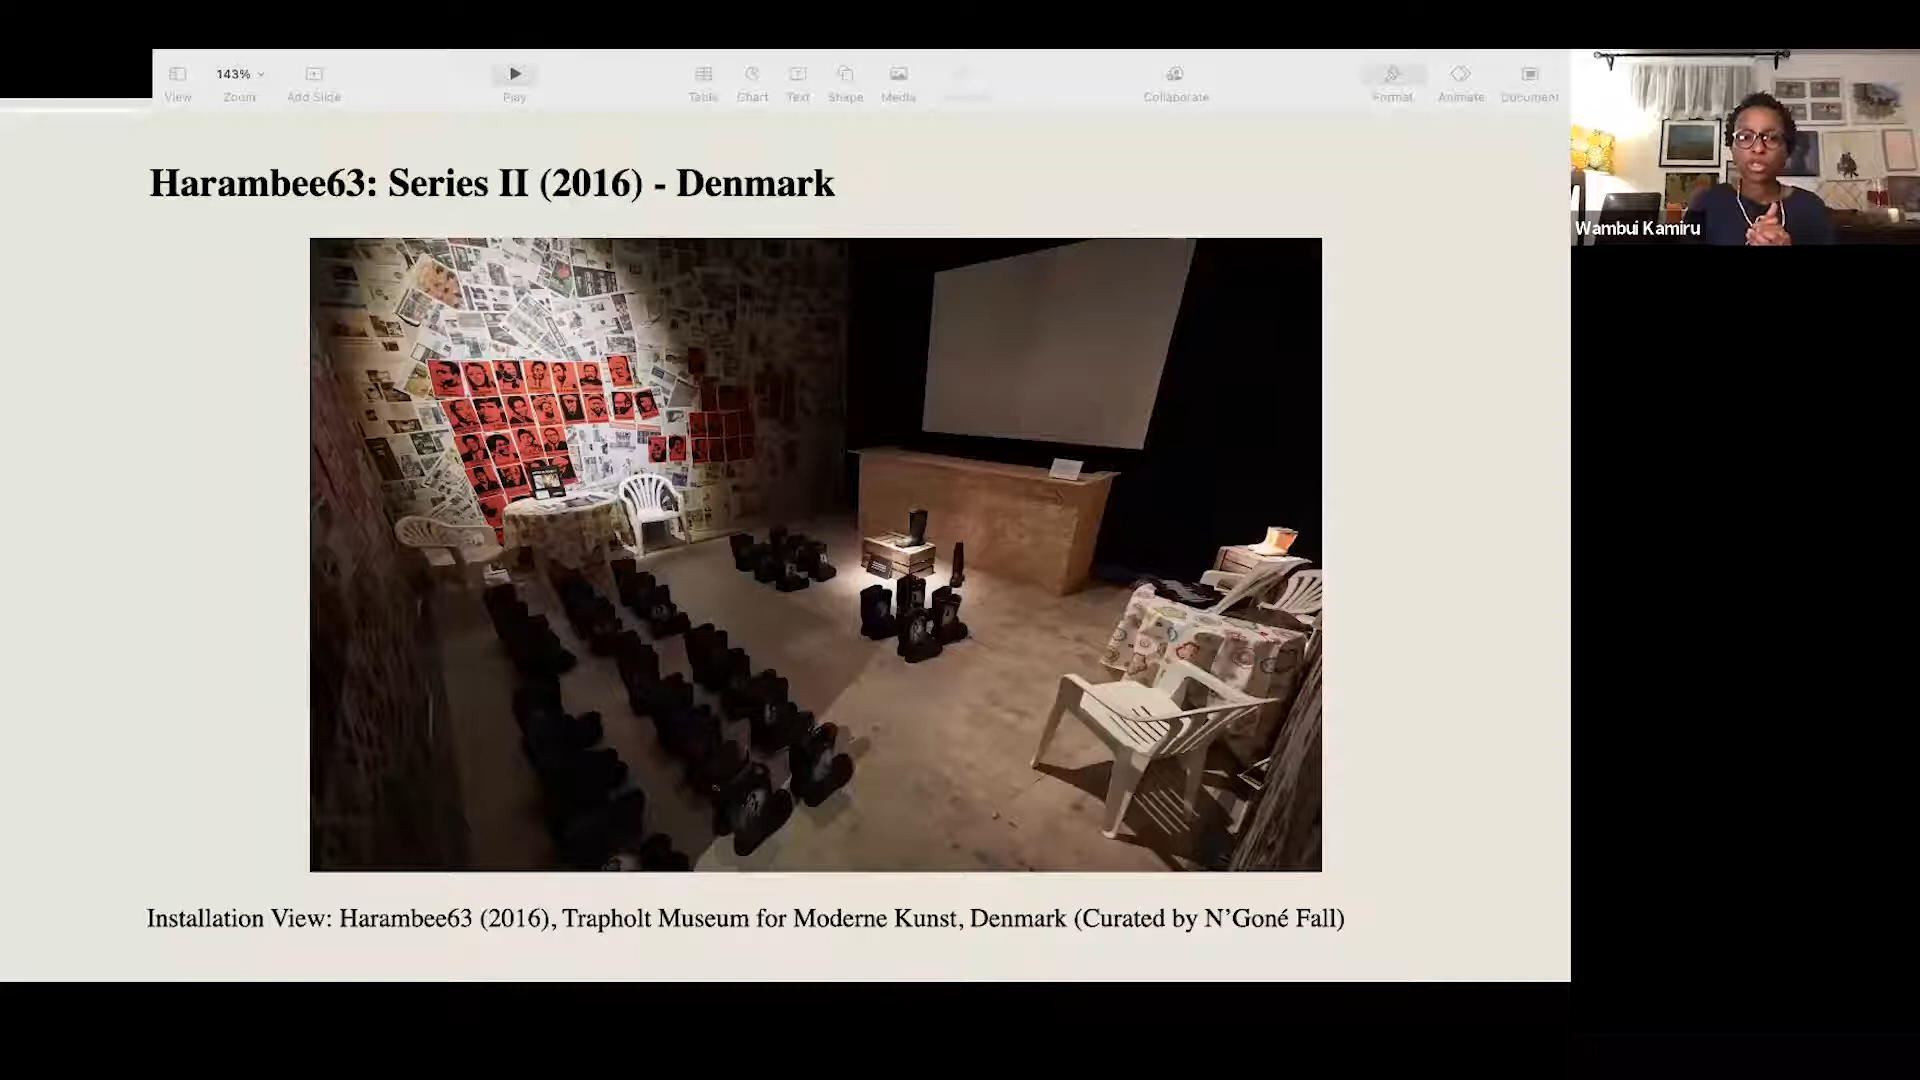 143%
View
Zoom
Add Slide
Play
Table
Chart
Text
Shape
Media
Collaborate
Format
Animate
Document
Wambui Kamiru
Harambee63: Series II (2016) - Denmark
Installation View: Harambee63 (2016), Trapholt Museum for Moderne Kunst, Denmark (Curated by N’Goné Fall)